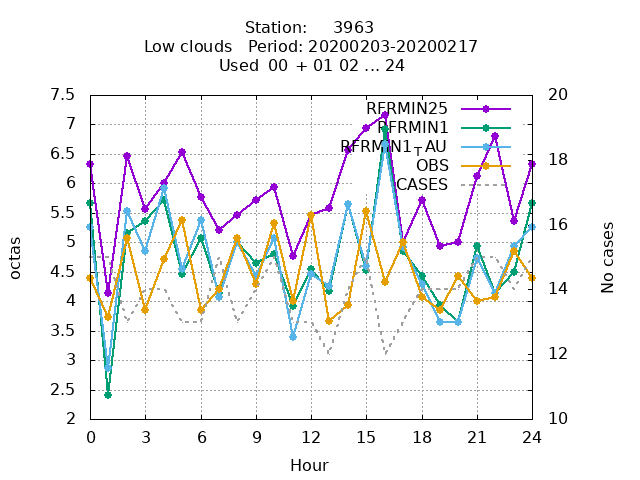 Station: 3963
Low clouds Period: 20200203-20200217
Used 00 + 01 02 ... 24
7.5
7
6.5
6
5.5
5
4.5
4
3.5
3
2.5
2
20
18
16
14
12
10
RFRMIN25
RFRMIN1
RFRMIN1_AU
OBS
CASES
octas
No cases
0 3 6 9 12 15 18 21 24
Hour